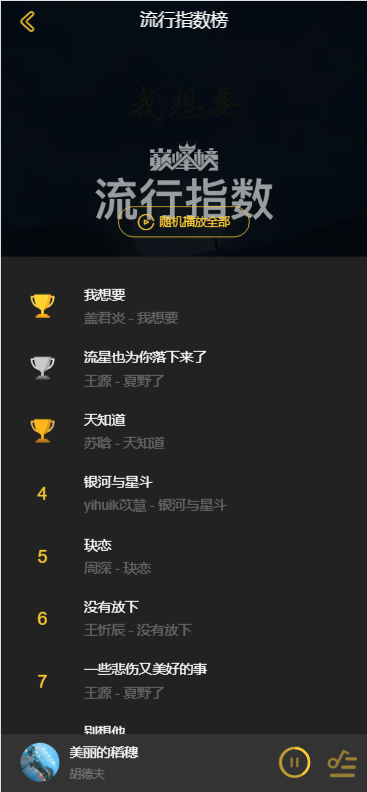 流行指数榜
我想要
巅峰榜
流行指数
随机播放全部
我想要
盖君炎 - 我想要
流星也为你落下来了
王源 - 夏野了
天知道
苏晗 - 天知道
4
银河与星斗
yihuik苡慧 - 银河与星斗
5
玦恋
周深 - 玦恋
6
没有放下
王忻辰 - 没有放下
7
一些悲伤又美好的事
王源 - 夏野了
别想他
美丽的稻穗
胡德夫